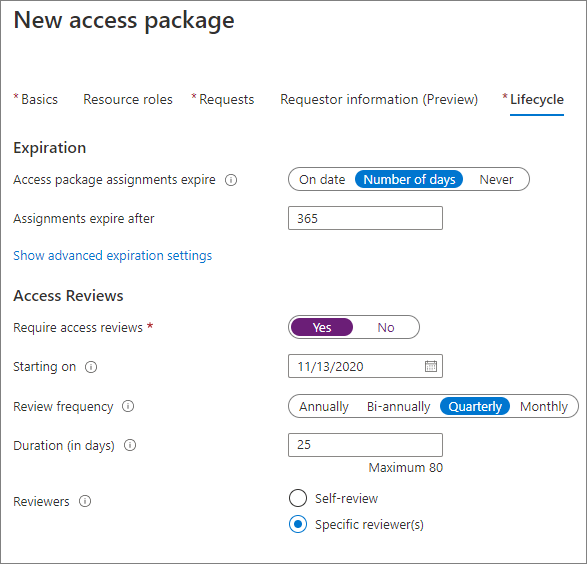 New access package
* Basics Resource roles * Requests Requestor information (Preview) * Lifecycle
Expiration
Access package assignments expire On date Number of days Never
Assignments expire after 365
Show advanced expiration settings
Access Reviews
Require access reviews * Yes No
Starting on 11/13/2020
Review frequency Annually Bi-annually Quarterly Monthly
Duration (in days) 25
Maximum 80
Reviewers Self-review
Specific reviewer(s)